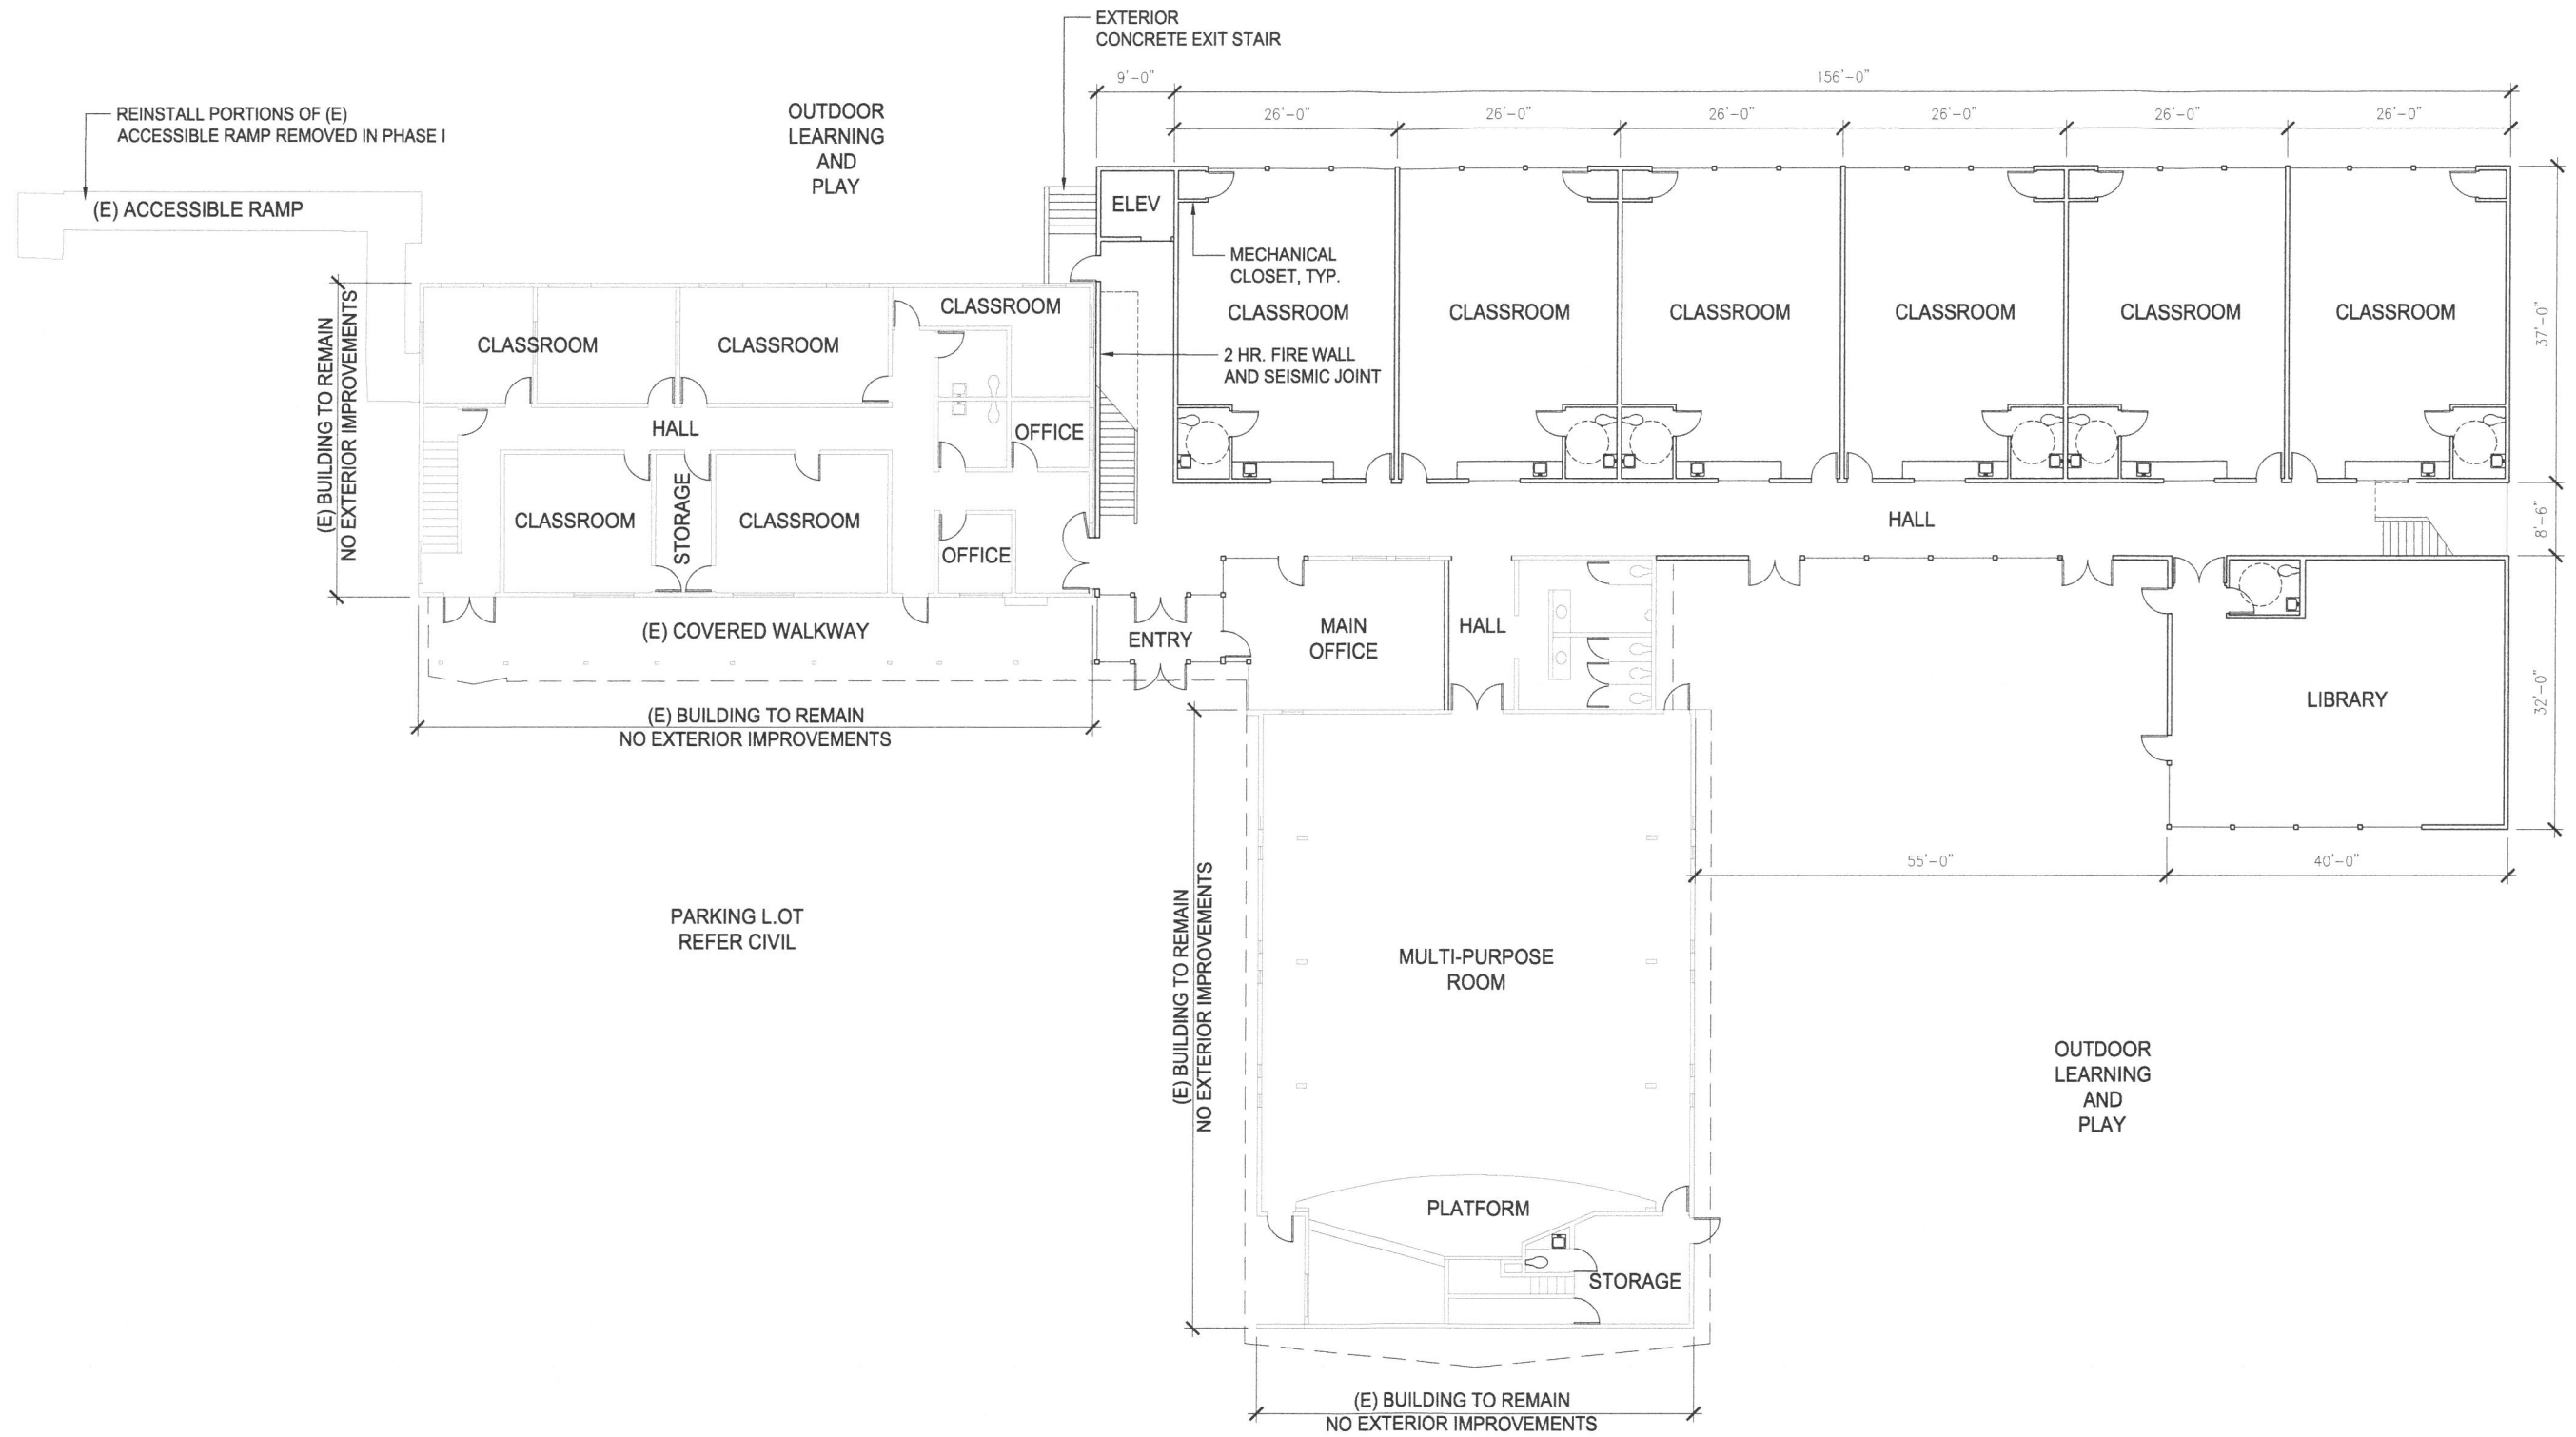 EXTERIOR
CONCRETE EXIT STAIR
9'-0"
156'-0"
26'-0"
26'-0"
26'-0"
26'-0"
26'-0"
26'-0"
REINSTALL PORTIONS OF (E)
ACCESSIBLE RAMP REMOVED IN PHASE I
OUTDOOR
LEARNING
AND
PLAY
(E) ACCESSIBLE RAMP
ELEV
MECHANICAL
CLOSET, TYP.
CLASSROOM
CLASSROOM
CLASSROOM
CLASSROOM
CLASSROOM
CLASSROOM
37'-0"
2 HR. FIRE WALL
AND SEISMIC JOINT
(E) BUILDING TO REMAIN
NO EXTERIOR IMPROVEMENTS
CLASSROOM
CLASSROOM
CLASSROOM
HALL
OFFICE
CLASSROOM
STORAGE
CLASSROOM
OFFICE
HALL
8'-6"
(E) COVERED WALKWAY
ENTRY
MAIN
OFFICE
HALL
LIBRARY
32'-0"
(E) BUILDING TO REMAIN
NO EXTERIOR IMPROVEMENTS
55'-0"
40'-0"
PARKING L.OT
REFER CIVIL
(E) BUILDING TO REMAIN
NO EXTERIOR IMPROVEMENTS
MULTI-PURPOSE
ROOM
OUTDOOR
LEARNING
AND
PLAY
PLATFORM
STORAGE
(E) BUILDING TO REMAIN
NO EXTERIOR IMPROVEMENTS